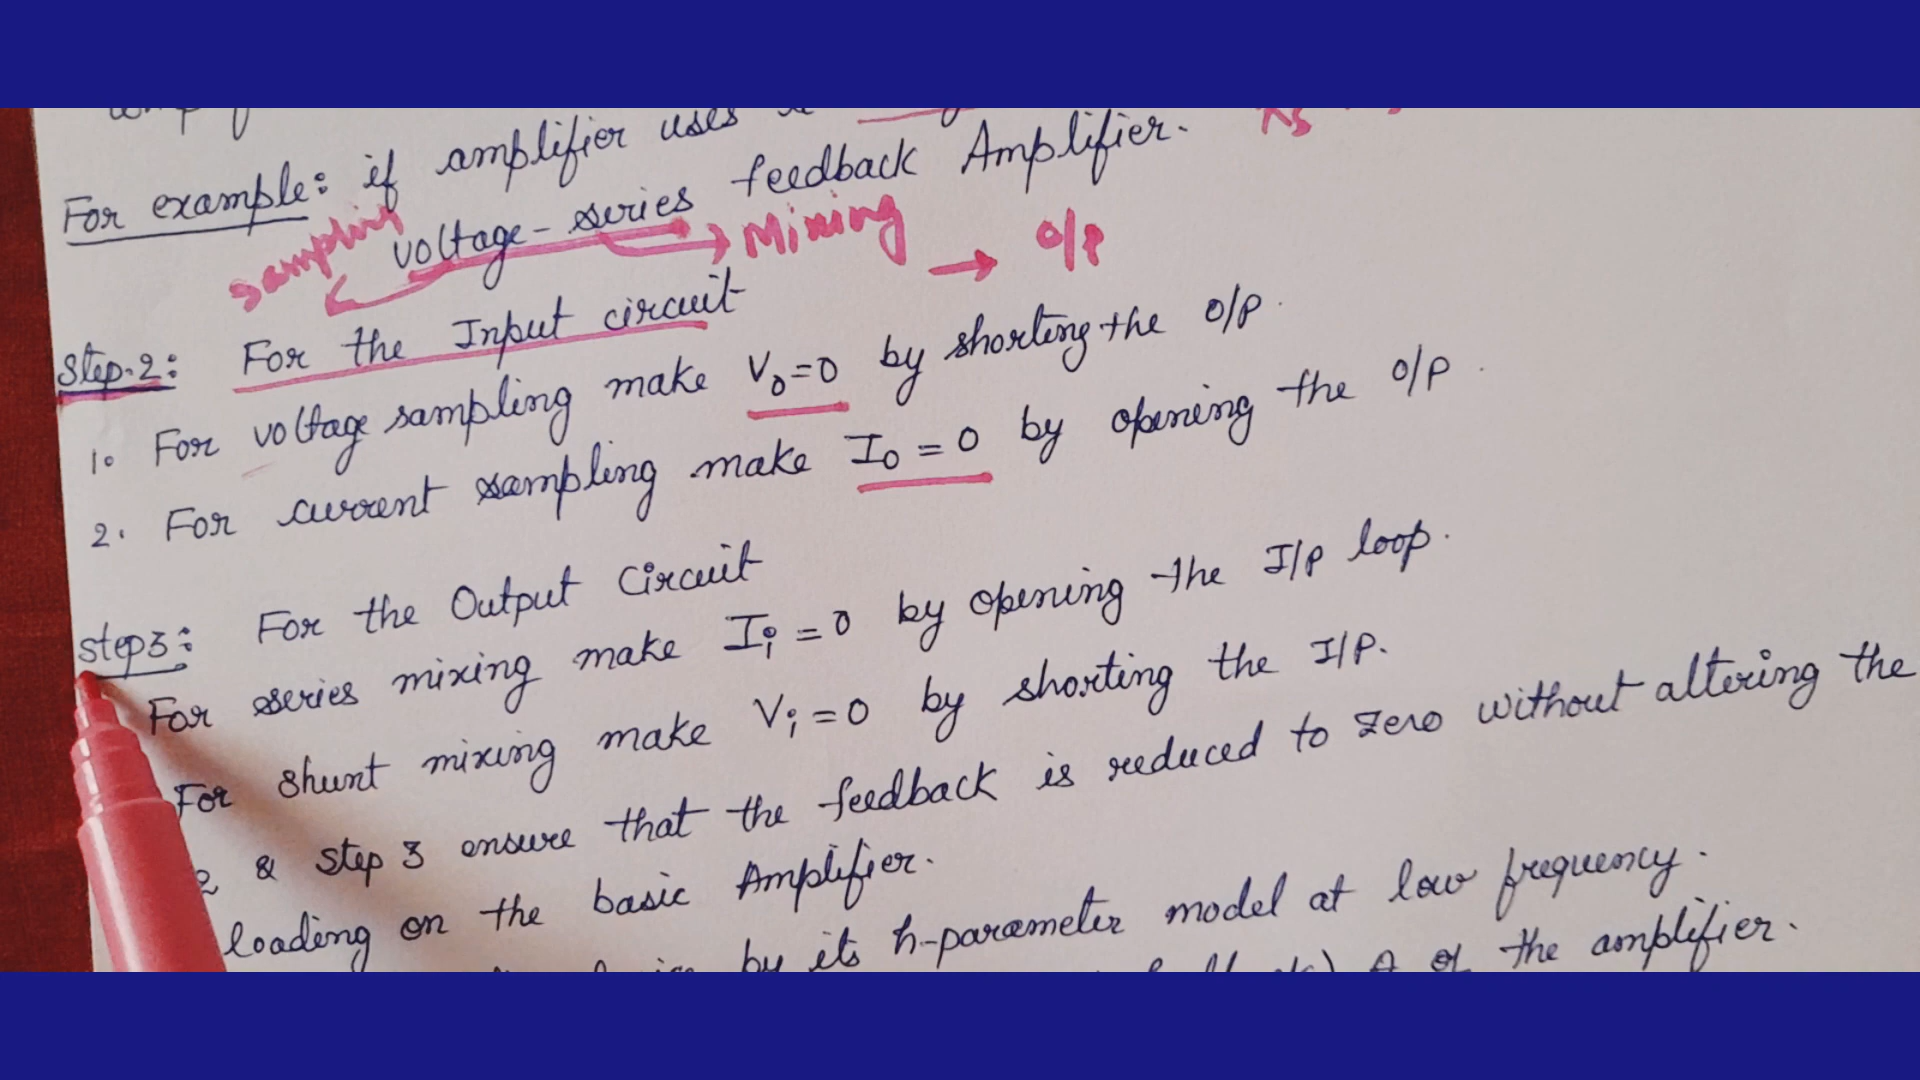 For example: if amplifier uses
voltage-series feedback Amplifier.
sampling
Mixing
→ O/P
Step-2: For the Input circuit
1. For voltage sampling make Vo=0 by shorting the O/P.
2. For current sampling make Io=0 by opening the O/P.
Step3: For the Output Circuit
For series mixing make Ii=0 by opening the I/P loop.
For shunt mixing make Vi=0 by shorting the I/P.
2 & step 3 ensure that the feedback is reduced to zero without altering the
loading on the basic Amplifier.
by its h-parameter model at low frequency.
A of the amplifier.